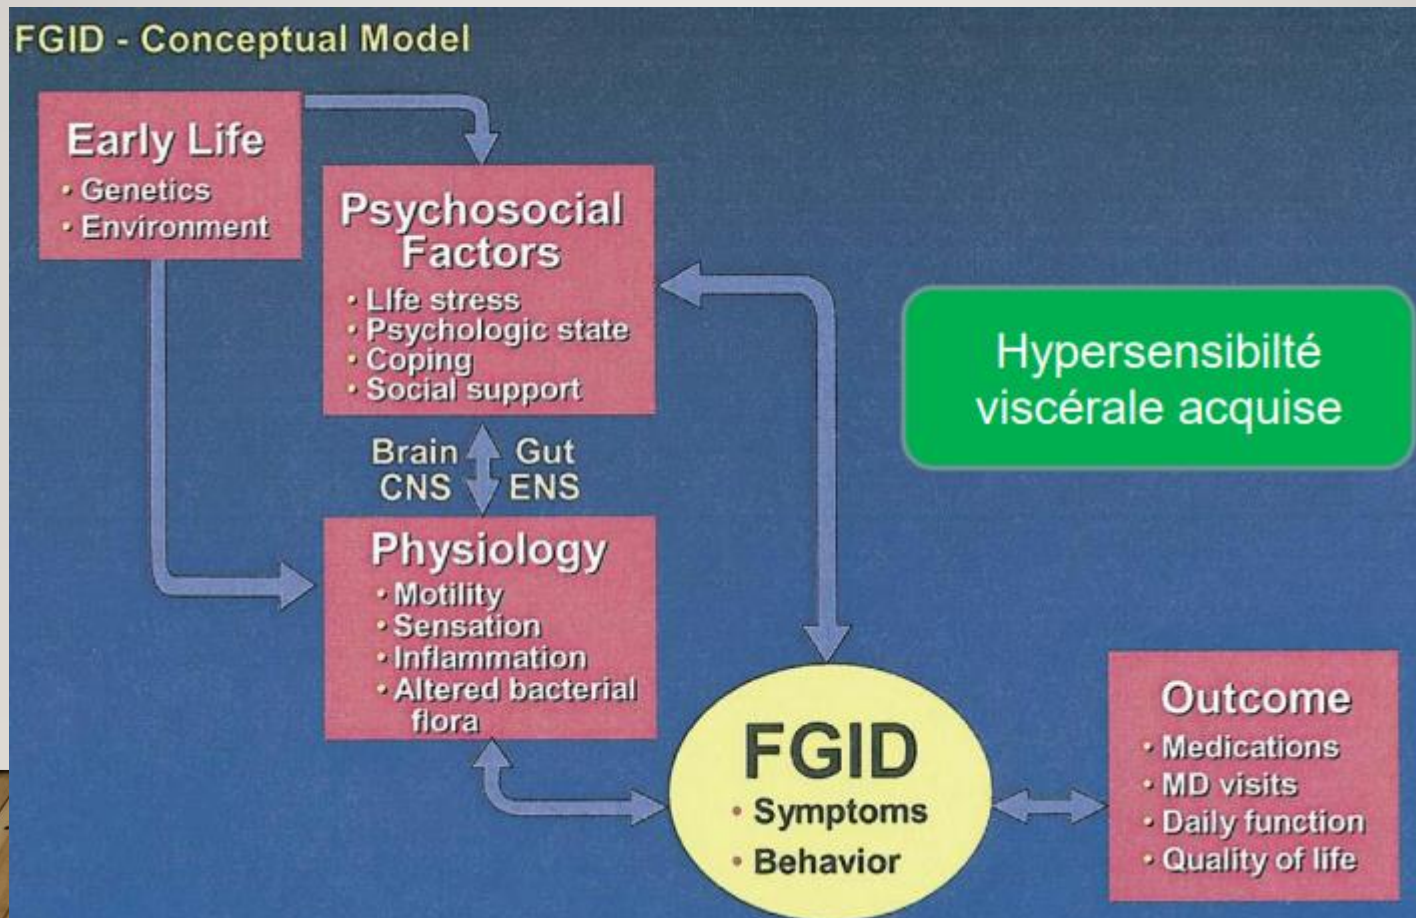 FGID - Conceptual Model
Early Life
• Genetics
• Environment
Psychosocial
Factors
• LIfe stress
• Psychologic state
• Coping
• Social support
Hypersensibilté
viscérale acquise
Brain Gut
CNS ENS
Physiology
• Motility
• Sensation
• Inflammation
• Altered bacterial
flora
FGID
• Symptoms
• Behavior
Outcome
• Medications
• MD visits
• Daily function
• Quality of life